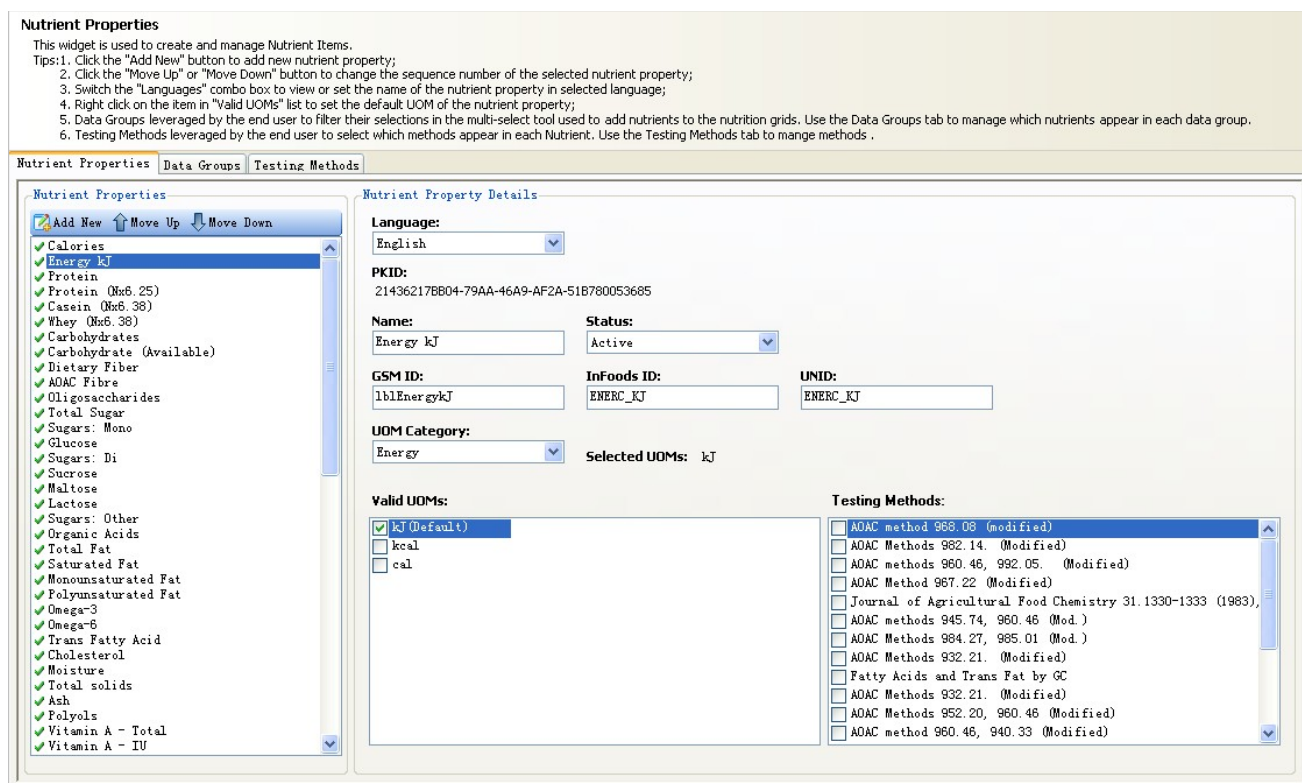 Nutrient Properties
This widget is used to create and manage Nutrient Items.
Tips:1. Click the "Add New" button to add new nutrient property;
2. Click the "Move Up" or "Move Down" button to change the sequence number of the selected nutrient property;
3. Switch the "Languages" combo box to view or set the name of the nutrient property in selected language;
4. Right click on the item in "Valid UOMs" list to set the default UOM of the nutrient property;
5. Data Groups leveraged by the end user to filter their selections in the multi-select tool used to add nutrients to the nutrition grids. Use the Data Groups tab to manage which nutrients appear in each data group.
6. Testing Methods leveraged by the end user to select which methods appear in each Nutrient. Use the Testing Methods tab to mange methods .
Nutrient Properties Data Groups Testing Methods
Nutrient Properties
Add New Move Up Move Down
Calories
Energy kJ
Protein
Protein (Nx6.25)
Casein (Nx6.38)
Whey (Nx6.38)
Carbohydrates
Carbohydrate (Available)
Dietary Fiber
AOAC Fibre
Oligosaccharides
Total Sugar
Sugars: Mono
Glucose
Sugars: Di
Sucrose
Maltose
Lactose
Sugars: Other
Organic Acids
Total Fat
Saturated Fat
Monounsaturated Fat
Polyunsaturated Fat
Omega-3
Omega-6
Trans Fatty Acid
Cholesterol
Moisture
Total solids
Ash
Polyols
Vitamin A - Total
Vitamin A - IU
Nutrient Property Details
Language:
English
PKID:
21436217BB04-79AA-46A9-AF2A-51B780053685
Name: Status:
Energy kJ Active
GSM ID: InFoods ID: UNID:
lblEnergykJ ENERC_KJ ENERC_KJ
UOM Category:
Energy Selected UOMs: kJ
Valid UOMs:
kJ(Default)
kcal
cal
Testing Methods:
AOAC method 968.08 (modified)
AOAC Methods 982.14. (Modified)
AOAC methods 960.46, 992.05. (Modified)
AOAC Method 967.22 (Modified)
Journal of Agricultural Food Chemistry 31.1330-1333 (1983),
AOAC methods 945.74, 960.46 (Mod.)
AOAC Methods 984.27, 985.01 (Mod.)
AOAC Methods 932.21. (Modified)
Fatty Acids and Trans Fat by GC
AOAC Methods 932.21. (Modified)
AOAC Methods 952.20, 960.46 (Modified)
AOAC method 960.46, 940.33 (Modified)